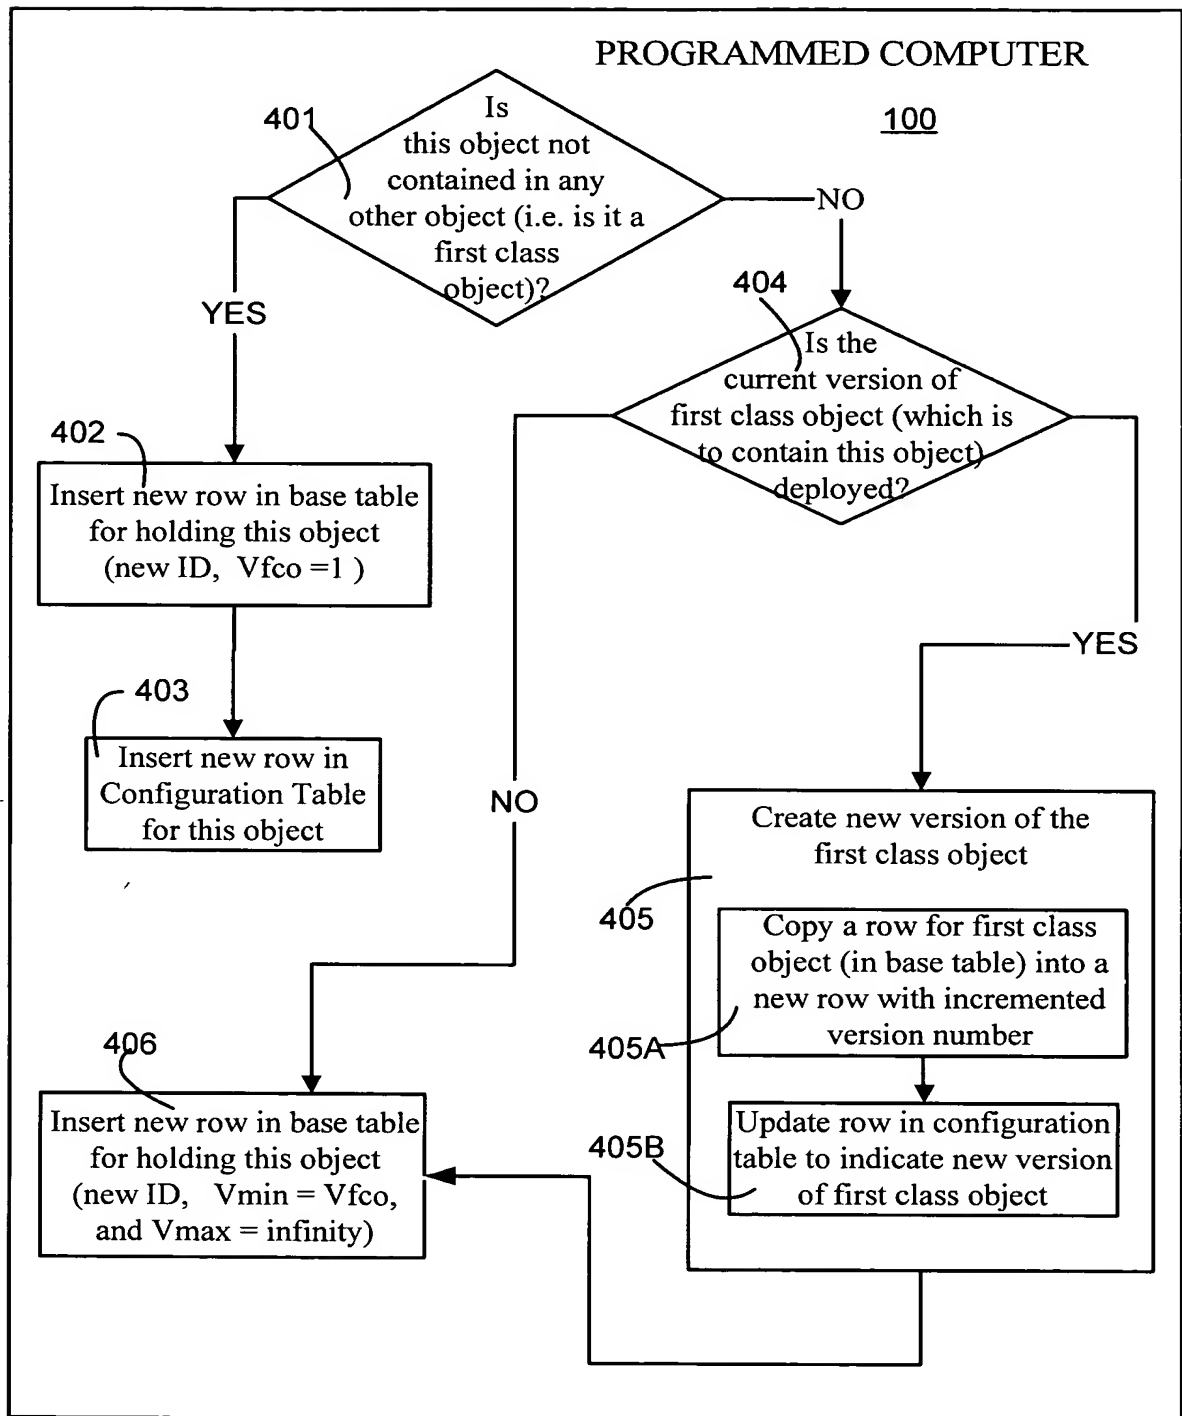 PROGRAMMED COMPUTER
100
401
Is
this object not
contained in any
other object (i.e. is it a
first class
object)?
NO
YES
404
Is the
current version of
first class object (which is
to contain this object)
deployed?
402
Insert new row in base table
for holding this object
(new ID, Vfco =1 )
YES
403
Insert new row in
Configuration Table
for this object
NO
Create new version of the
first class object
405
Copy a row for first class
object (in base table) into a
new row with incremented
version number
405A
406
Insert new row in base table
for holding this object
(new ID, Vmin = Vfco,
and Vmax = infinity)
405B
Update row in configuration
table to indicate new version
of first class object